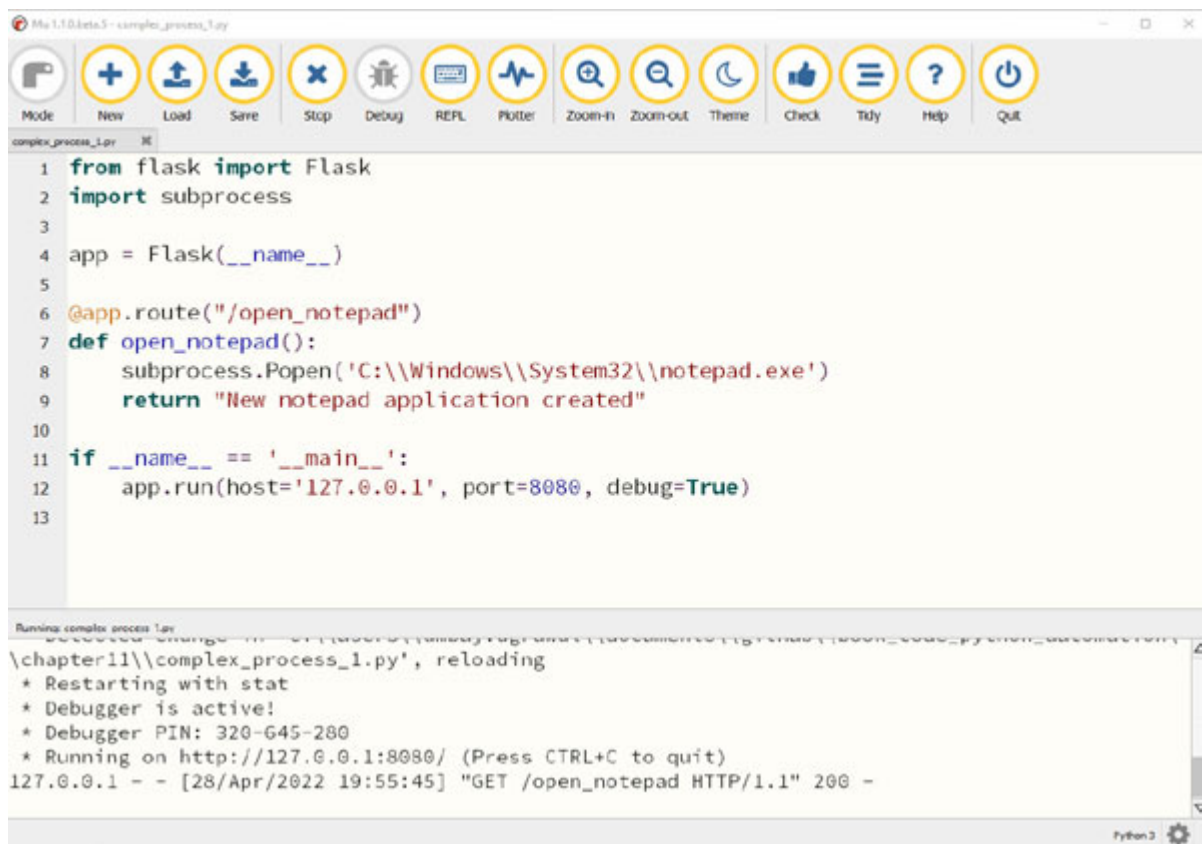 Mu 1.1.0.beta.5 - complex_process_1.py
Mode New Load Save Stop Debug REPL Plotter Zoom-in Zoom-out Theme Check Tidy Help Quit
complex_process_1.py
1 from flask import Flask
2 import subprocess
3
4 app = Flask(__name__)
5
6 @app.route("/open_notepad")
7 def open_notepad():
8 subprocess.Popen('C:\\Windows\\System32\\notepad.exe')
9 return "New notepad application created"
10
11 if __name__ == '__main__':
12 app.run(host='127.0.0.1', port=8080, debug=True)
13
Running: complex_process_1.py
\chapter11\\complex_process_1.py', reloading
* Restarting with stat
* Debugger is active!
* Debugger PIN: 320-645-280
* Running on http://127.0.0.1:8080/ (Press CTRL+C to quit)
127.0.0.1 - - [28/Apr/2022 19:55:45] "GET /open_notepad HTTP/1.1" 200 -
Python 3